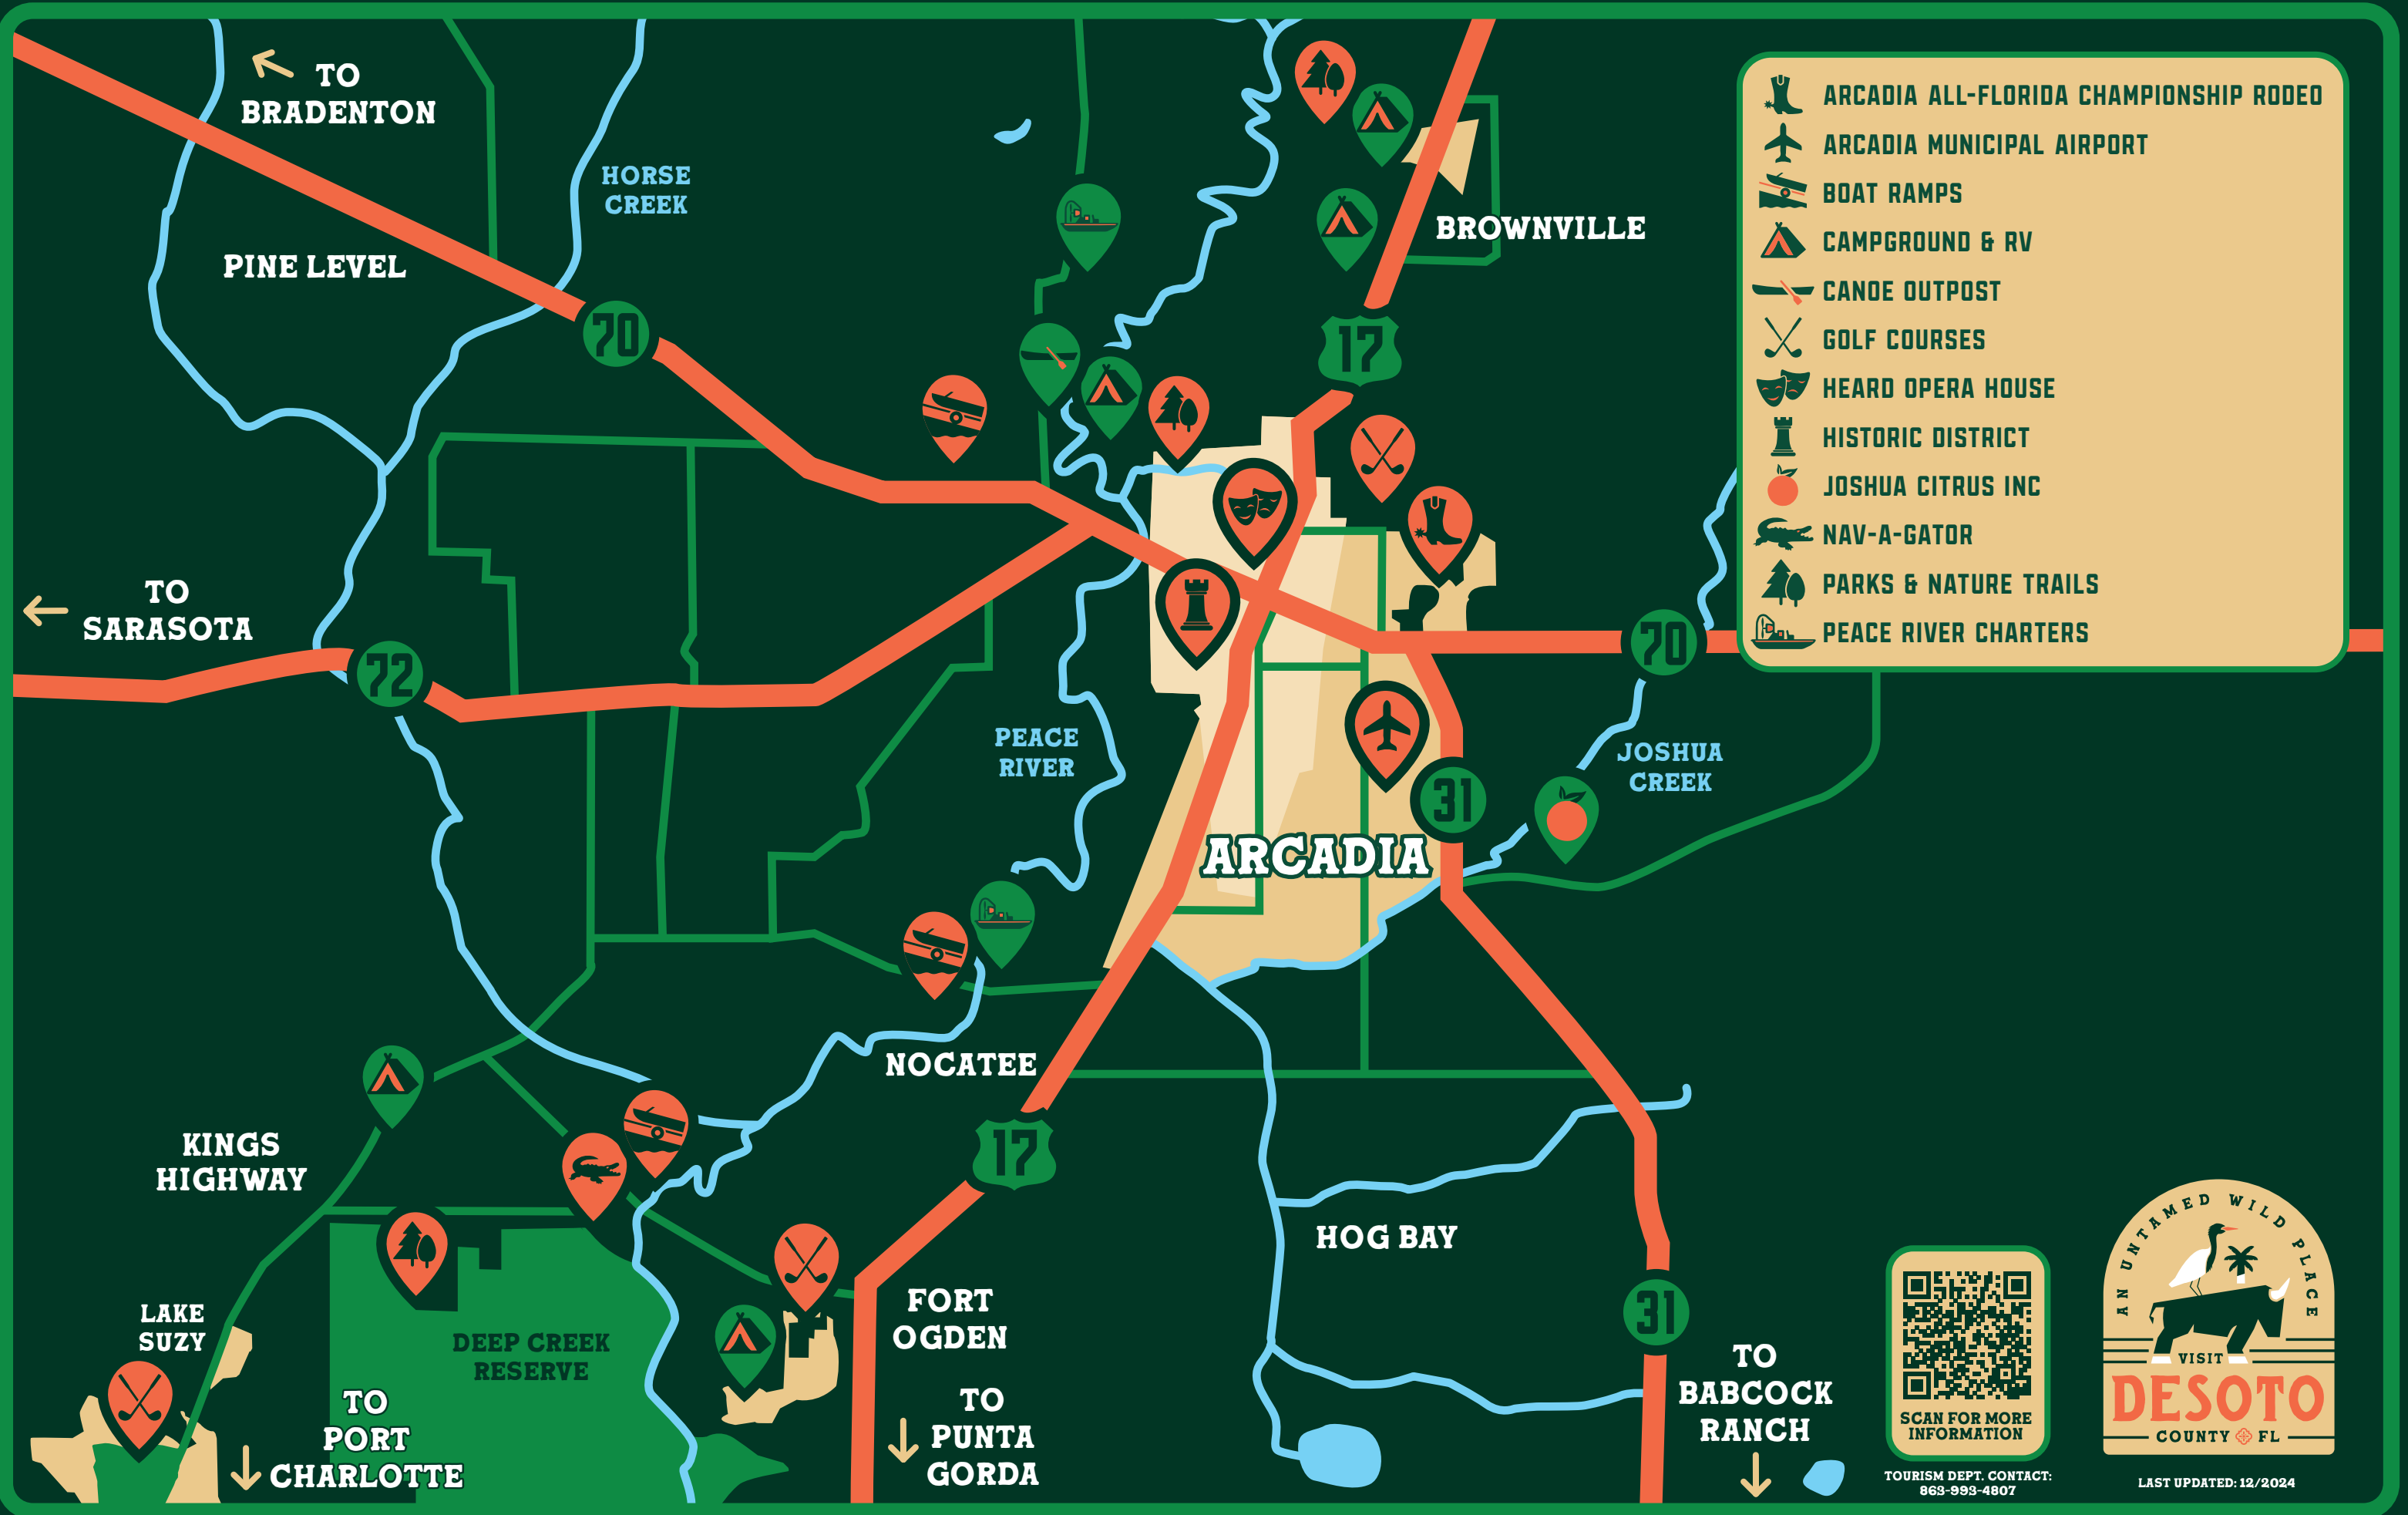 TO
BRADENTON
HORSE
CREEK
PINE LEVEL
BROWNVILLE
70
17
ARCADIA ALL-FLORIDA CHAMPIONSHIP RODEO
ARCADIA MUNICIPAL AIRPORT
BOAT RAMPS
CAMPGROUND & RV
CANOE OUTPOST
GOLF COURSES
HEARD OPERA HOUSE
HISTORIC DISTRICT
JOSHUA CITRUS INC
NAV-A-GATOR
PARKS & NATURE TRAILS
PEACE RIVER CHARTERS
TO
SARASOTA
72
70
PEACE
RIVER
JOSHUA
CREEK
31
ARCADIA
NOCATEE
17
KINGS
HIGHWAY
HOG BAY
LAKE
SUZY
DEEP CREEK
RESERVE
FORT
OGDEN
31
TO
PORT
CHARLOTTE
TO
PUNTA
GORDA
TO
BABCOCK
RANCH
SCAN FOR MORE
INFORMATION
TOURISM DEPT. CONTACT:
863-993-4807
AN UNTAMED WILD PLACE
VISIT
DESOTO
COUNTY FL
LAST UPDATED: 12/2024